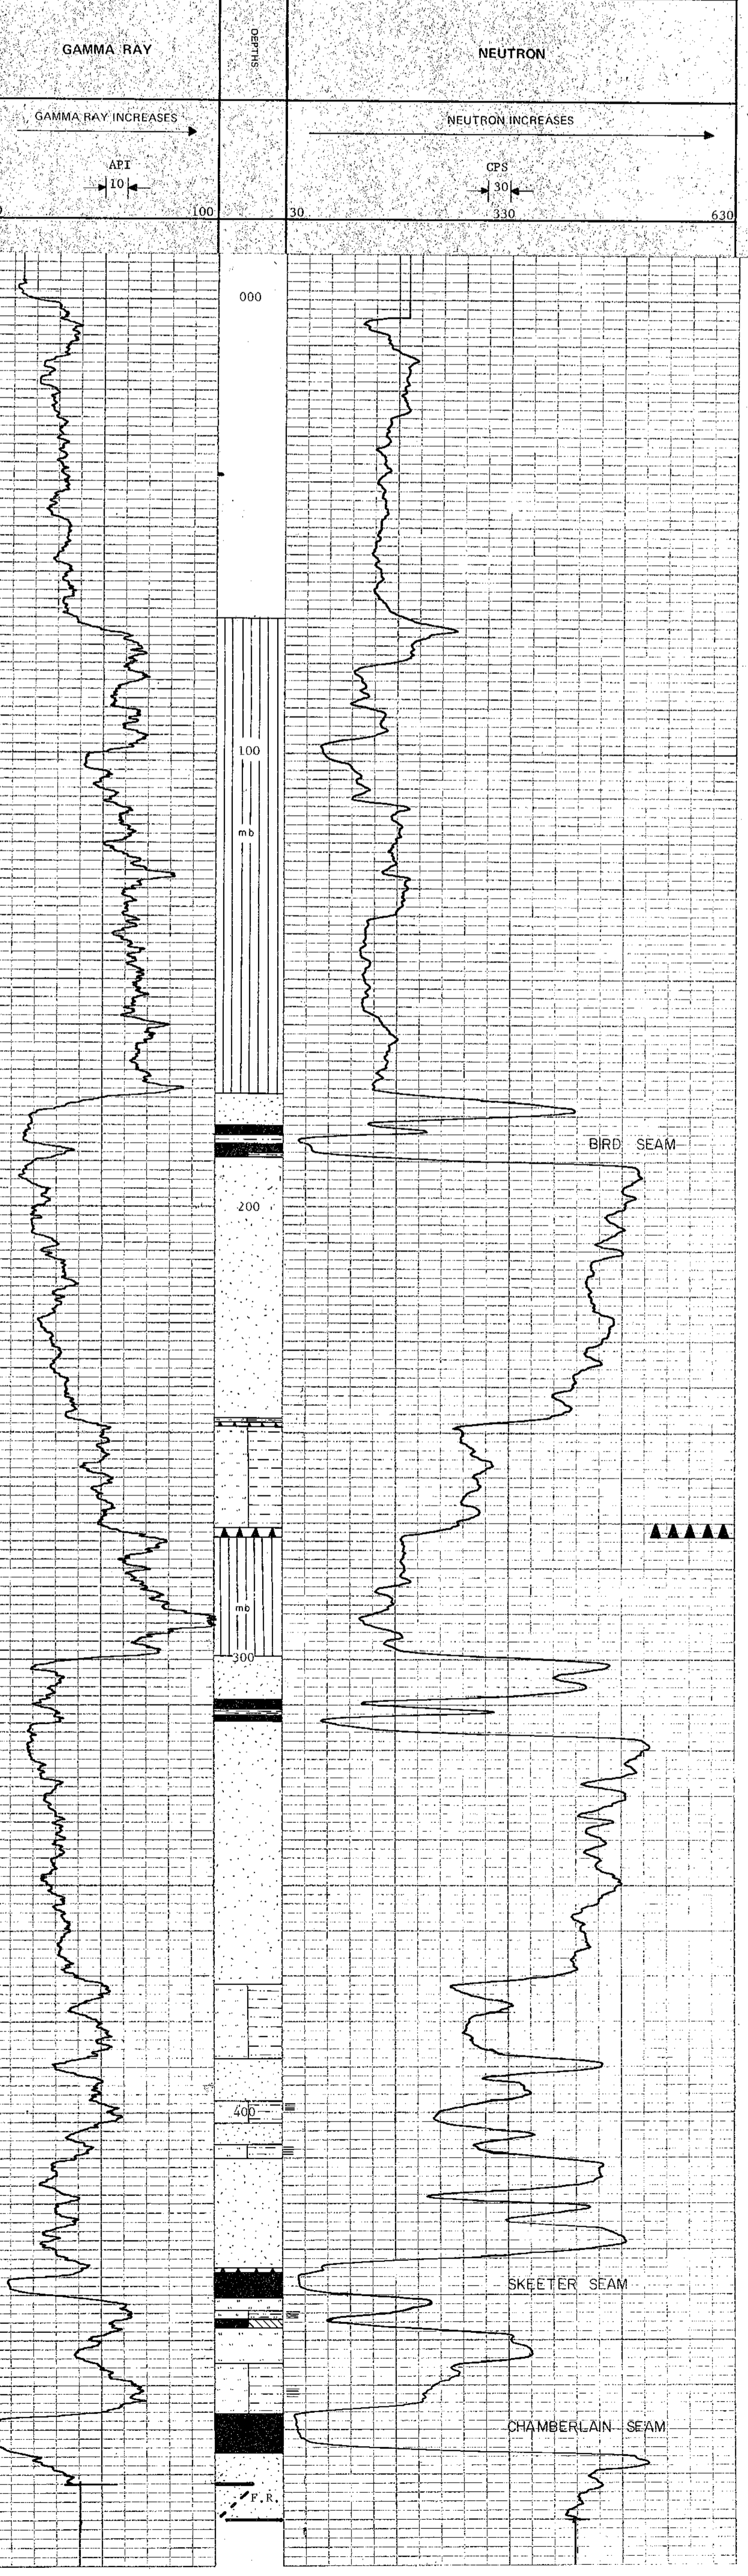 GAMMA RAY
DEPTHS
NEUTRON
GAMMA RAY INCREASES
NEUTRON INCREASES
API
10
CPS
30
100
30
330
630
000
100
mb
BIRD SEAM
200
mb
300
400
SKEETER SEAM
CHAMBERLAIN SEAM
F.R.